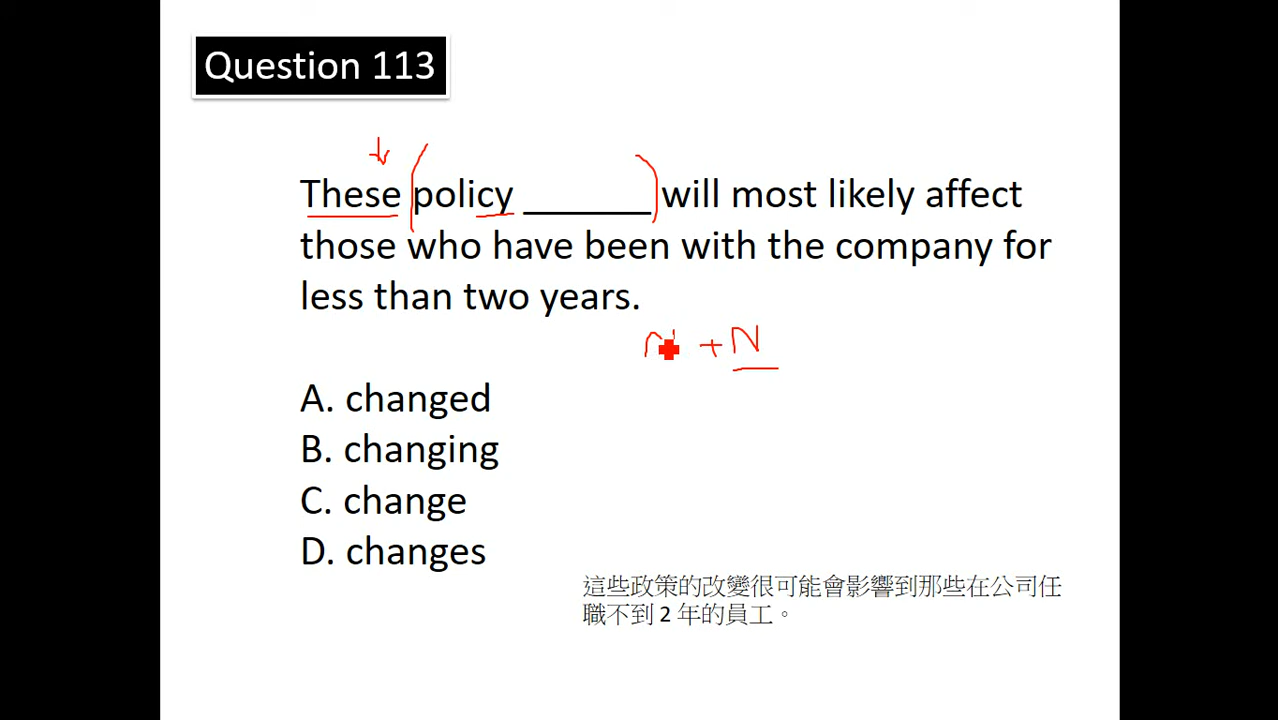 Question 113
These policy _______ will most likely affect
those who have been with the company for
less than two years.
+ N
A. changed
B. changing
C. change
D. changes
這些政策的改變很可能會影響到那些在公司任
職不到 2 年的員工。